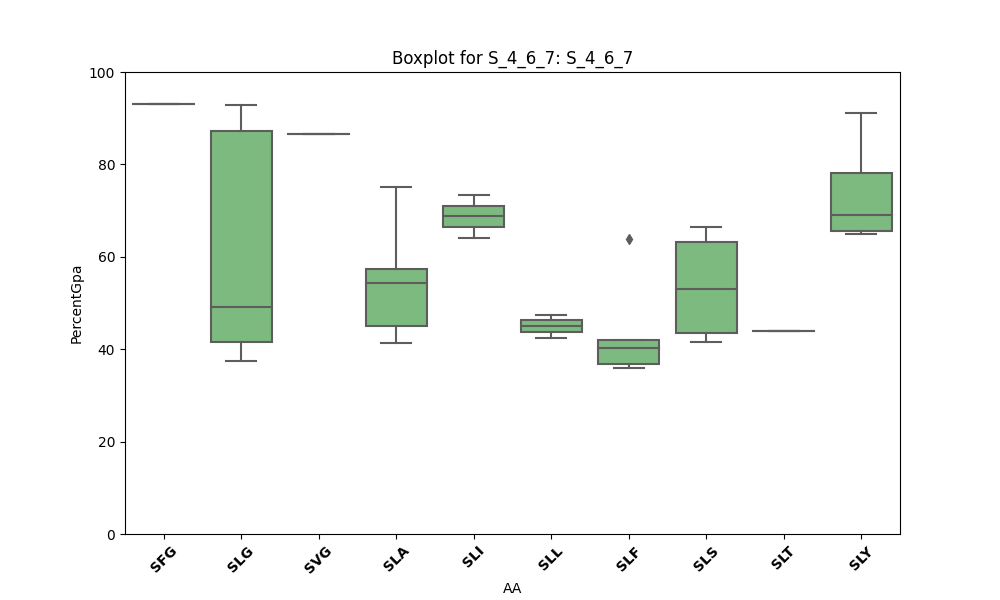 Boxplot for S_4_6_7: S_4_6_7
100
80
60
40
20
0
PercentGpa
SFG SLG SVG SLA SLI SLL SLF SLS SLT SLY
AA